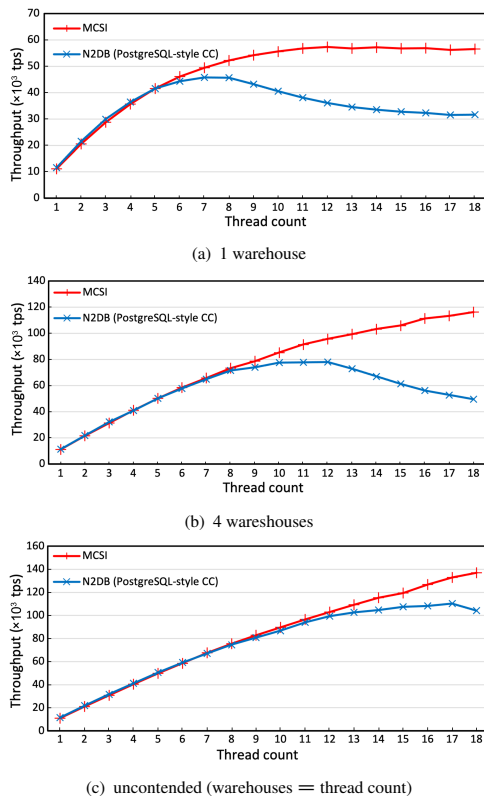 70
60
50
40
30
20
10
0
Throughput (×10³ tps)
MCSI
N2DB (PostgreSQL-style CC)
1 2 3 4 5 6 7 8 9 10 11 12 13 14 15 16 17 18
Thread count
(a) 1 warehouse
140
120
100
80
60
40
20
0
Throughput (×10³ tps)
MCSI
N2DB (PostgreSQL-style CC)
1 2 3 4 5 6 7 8 9 10 11 12 13 14 15 16 17 18
Thread count
(b) 4 wareshouses
160
140
120
100
80
60
40
20
0
Throughput (×10³ tps)
MCSI
N2DB (PostgreSQL-style CC)
1 2 3 4 5 6 7 8 9 10 11 12 13 14 15 16 17 18
Thread count
(c) uncontended (warehouses = thread count)